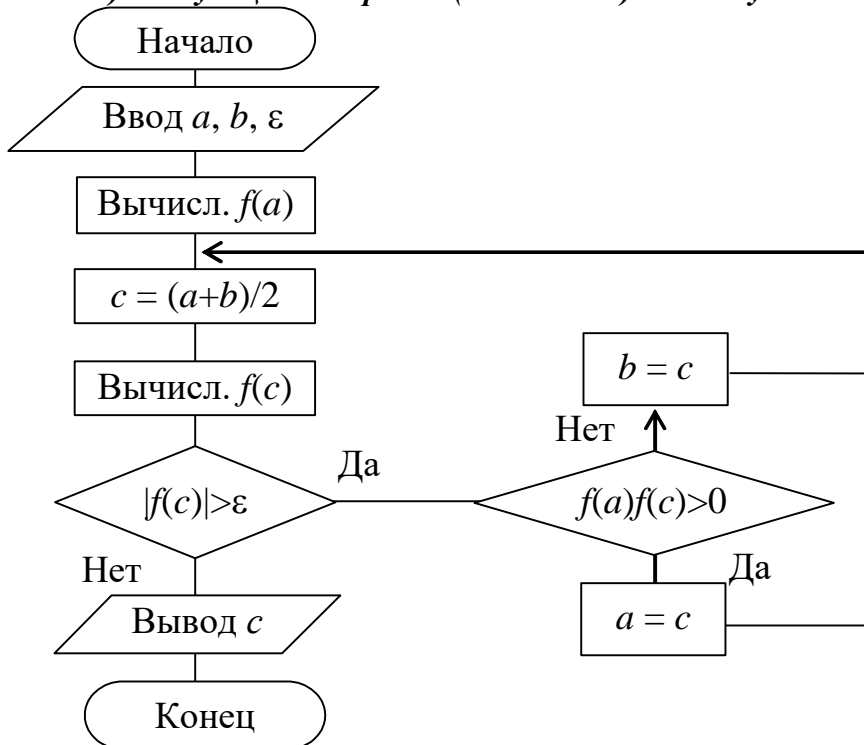 Начало
Ввод a, b, ε
Вычисл. f(a)
c = (a+b)/2
Вычисл. f(c)
|f(c)|>ε
Да
Нет
Вывод c
Конец
f(a)f(c)>0
Нет
b = c
Да
a = c